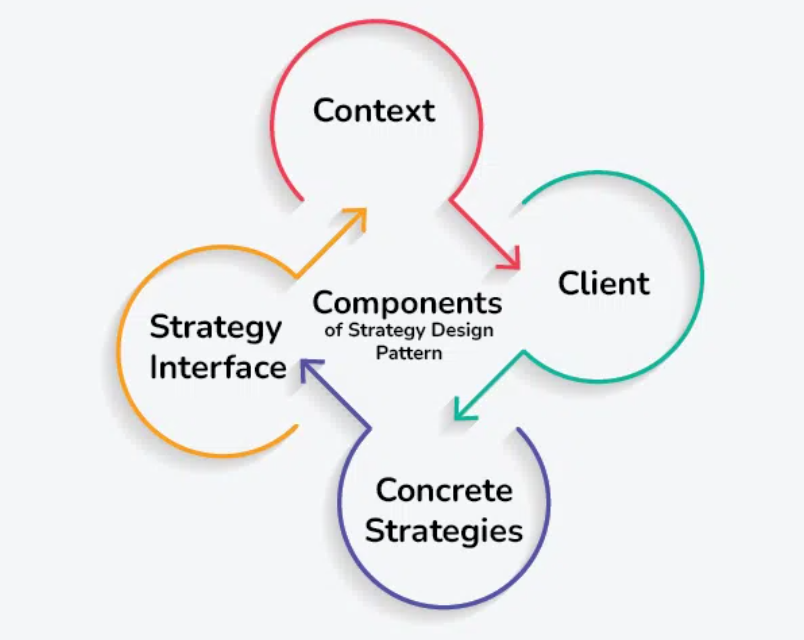 Context
Client
Components
of Strategy Design
Pattern
Strategy
Interface
Concrete
Strategies